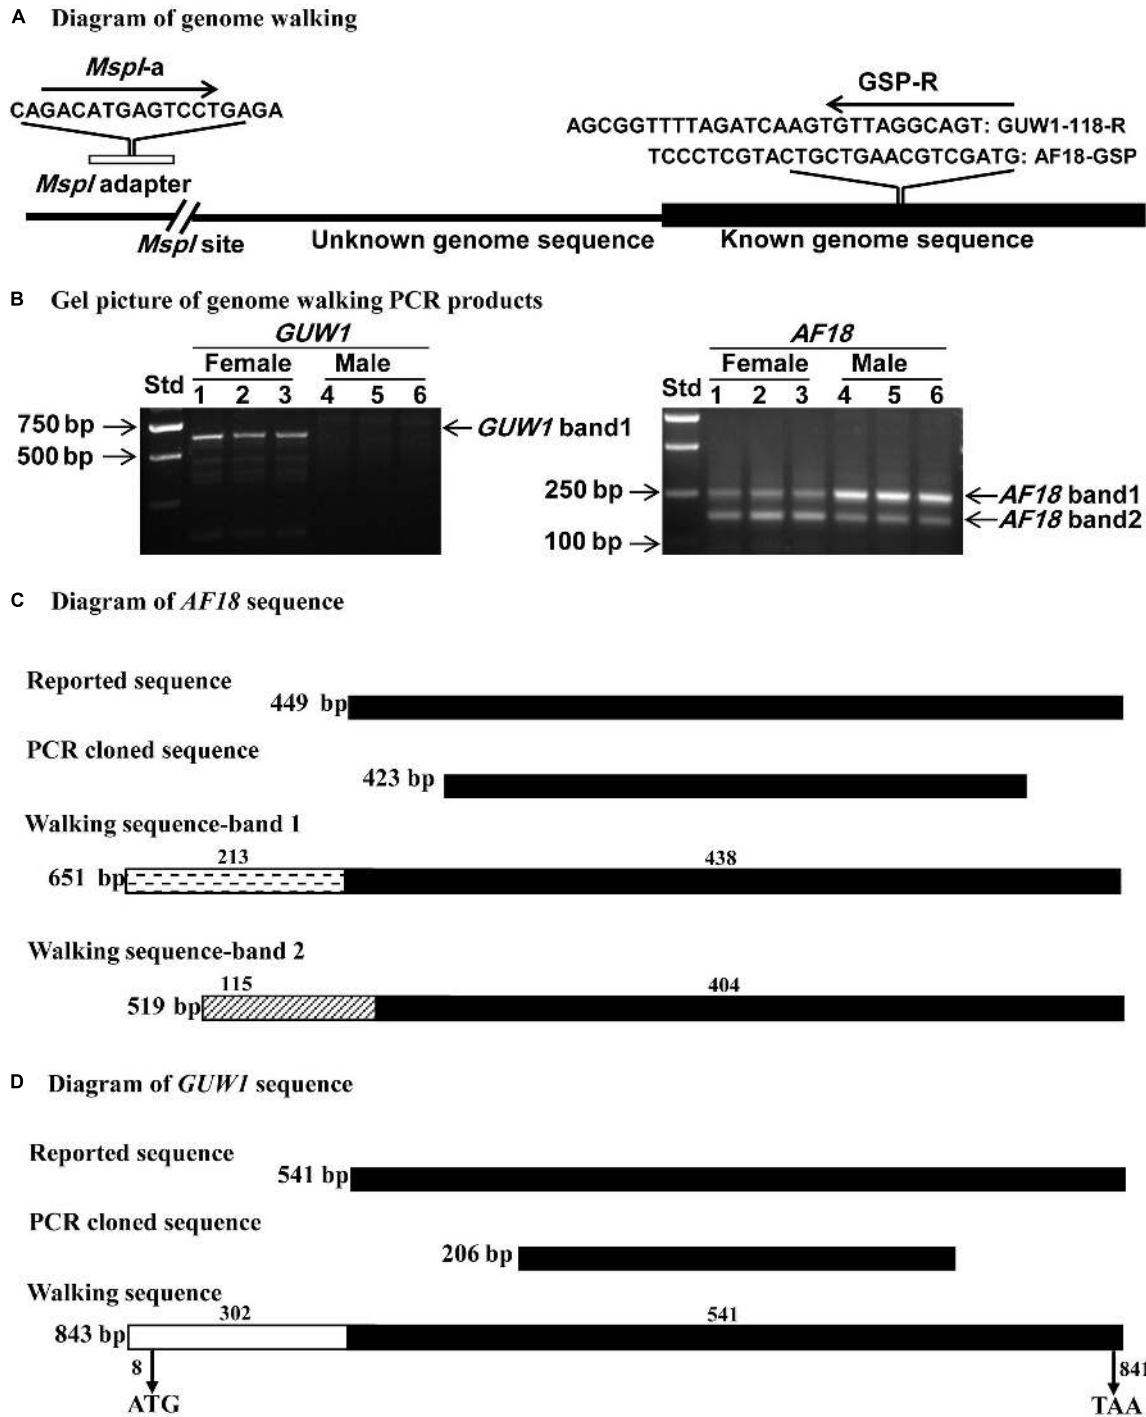 A Diagram of genome walking
MspI-a
CAGACATGAGTCCTGAGA
MspI adapter
MspI site
GSP-R
AGCGGTTTTAGATCAAGTGTTAGGCAGT: GUW1-118-R
TCCCTCGTACTGCTGAACGTCGATG: AF18-GSP
Unknown genome sequence
Known genome sequence
B Gel picture of genome walking PCR products
GUW1
Female Male
Std 1 2 3 4 5 6
750 bp
500 bp
GUW1 band1
AF18
Female Male
Std 1 2 3 4 5 6
250 bp
100 bp
AF18 band1
AF18 band2
C Diagram of AF18 sequence
Reported sequence
449 bp
PCR cloned sequence
423 bp
Walking sequence-band 1
213 438
651 bp
Walking sequence-band 2
115 404
519 bp
D Diagram of GUW1 sequence
Reported sequence
541 bp
PCR cloned sequence
206 bp
Walking sequence
302 541
843 bp
8 841
ATG TAA